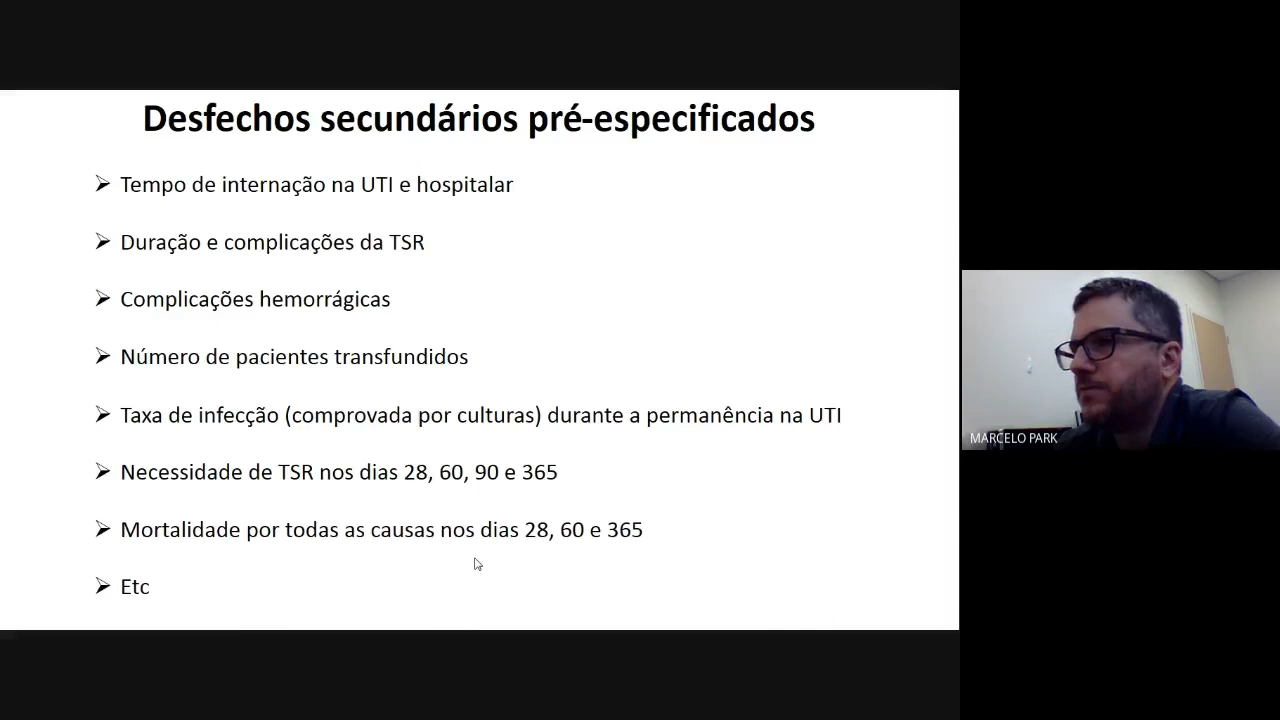 Desfechos secundários pré-especificados
Tempo de internação na UTI e hospitalar
Duração e complicações da TSR
Complicações hemorrágicas
Número de pacientes transfundidos
Taxa de infecção (comprovada por culturas) durante a permanência na UTI
Necessidade de TSR nos dias 28, 60, 90 e 365
Mortalidade por todas as causas nos dias 28, 60 e 365
Etc
MARCELO PARK